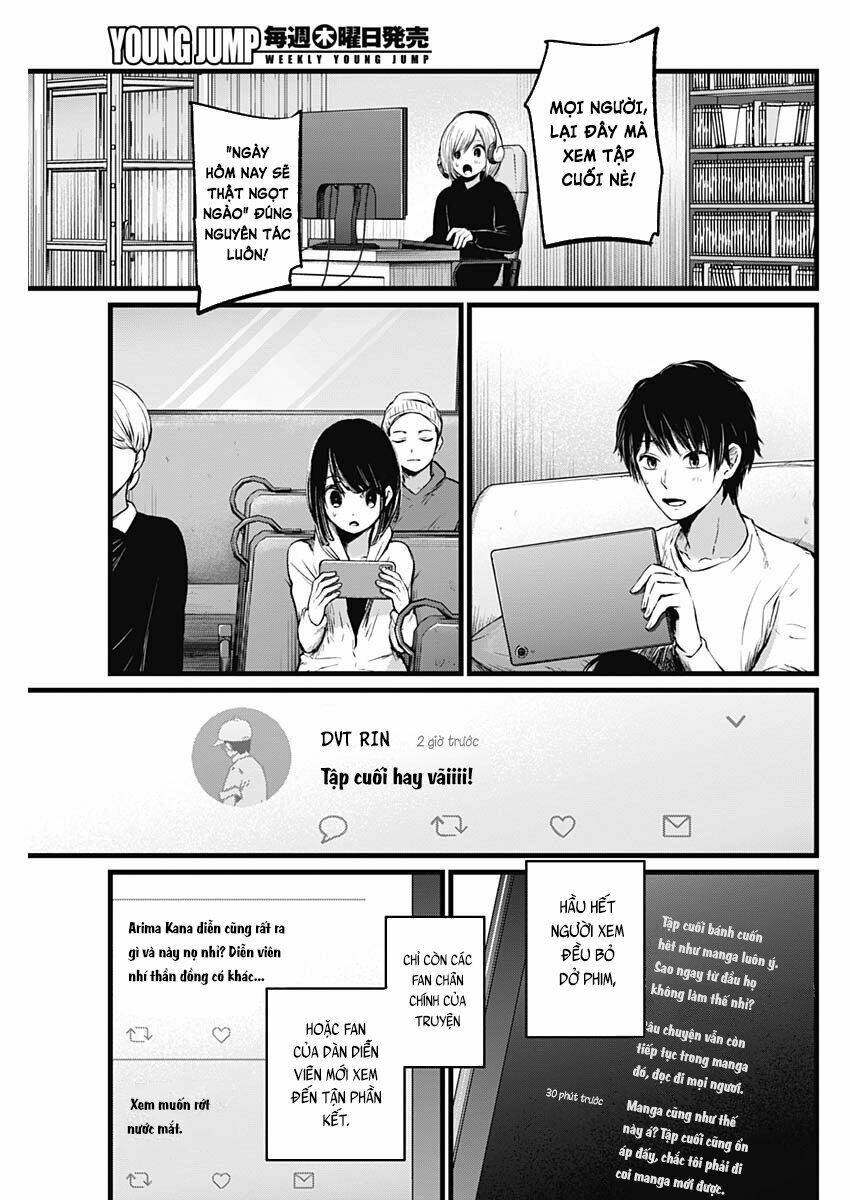 YOUNG JUMP 毎週木曜日発売
WEEKLY YOUNG JUMP
MỌI NGƯỜI,
LẠI ĐÂY MÀ
XEM TẬP
CUỐI NÈ!
"NGÀY
HÔM NAY SẼ
THẬT NGỌT
NGÀO" ĐÚNG
NGUYÊN TÁC
LUÔN!
DVT RIN 2 giờ trước
Tập cuối hay vãiiii!
HẦU HẾT
NGƯỜI XEM
ĐỀU BỎ
DỞ PHIM,
Tập cuối bánh cuốn
hết như manga luôn ý.
Sao ngay từ đầu họ
không làm thế nhỉ?
câu chuyện vẫn còn
tiếp tục trong manga
đó, đọc đi mọi ngươi.
30 phút trước
Manga cũng như thế
này á? Tập cuối cũng ổn
áp đấy, chắc tôi phải đi
coi manga mới được.
CHỈ CÒN CÁC
FAN CHÂN
CHÍNH CỦA
TRUYỆN
HOẶC FAN
CỦA DÀN DIỄN
VIÊN MỚI XEM
ĐẾN TẬN PHẦN
KẾT.
Arima Kana diễn cũng rất ra
gì và này nọ nhỉ? Diễn viên
nhí thần đồng có khác...
Xem muốn rớt
nước mắt.